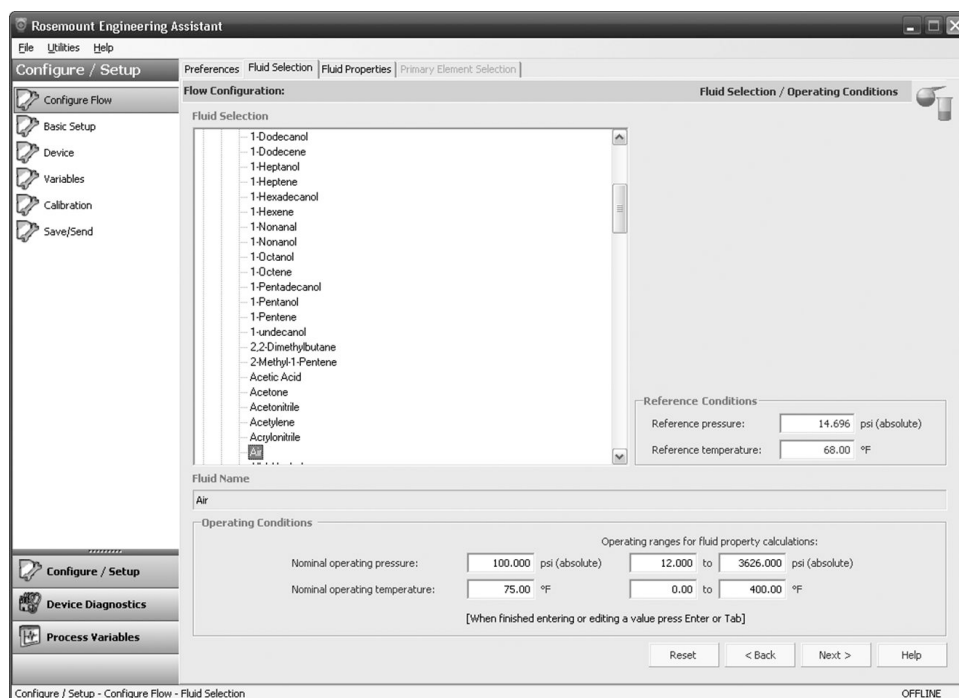 Rosemount Engineering Assistant
File Utilities Help
Configure / Setup
Configure Flow
Basic Setup
Device
Variables
Calibration
Save/Send
Configure / Setup
Device Diagnostics
Process Variables
Preferences Fluid Selection Fluid Properties Primary Element Selection
Flow Configuration: Fluid Selection / Operating Conditions
Fluid Selection
1-Dodecanol
1-Dodecene
1-Heptanol
1-Heptene
1-Hexadecanol
1-Hexene
1-Nonanal
1-Nonanol
1-Octanol
1-Octene
1-Pentadecanol
1-Pentanol
1-Pentene
1-undecanol
2,2-Dimethylbutane
2-Methyl-1-Pentene
Acetic Acid
Acetone
Acetonitrile
Acetylene
Acrylonitrile
Air
Reference Conditions
Reference pressure: 14.696 psi (absolute)
Reference temperature: 68.00 °F
Fluid Name
Air
Operating Conditions
Operating ranges for fluid property calculations:
Nominal operating pressure: 100.000 psi (absolute) 12.000 to 3626.000 psi (absolute)
Nominal operating temperature: 75.00 °F 0.00 to 400.00 °F
[When finished entering or editing a value press Enter or Tab]
Reset < Back Next > Help
Configure / Setup - Configure Flow - Fluid Selection OFFLINE